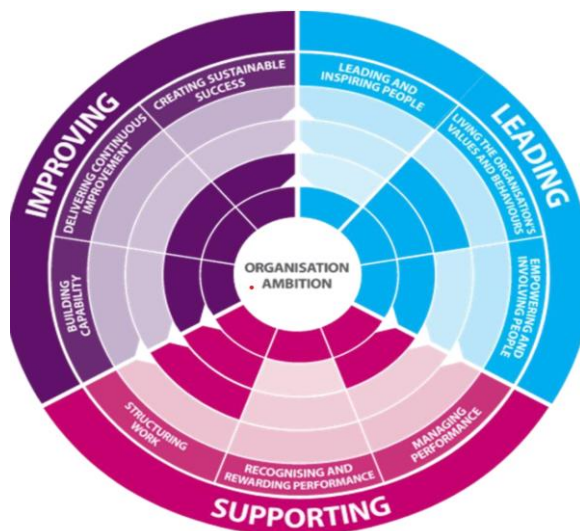 IMPROVING
LEADING
SUPPORTING
CREATING SUSTAINABLE
SUCCESS
LEADING AND
INSPIRING PEOPLE
DELIVERING CONTINUOUS
IMPROVEMENT
LIVING THE ORGANISATION'S
VALUES AND BEHAVIOURS
BUILDING
CAPABILITY
ORGANISATION
AMBITION
EMPOWERING AND
INVOLVING PEOPLE
STRUCTURING
WORK
RECOGNISING AND
REWARDING PERFORMANCE
MANAGING
PERFORMANCE